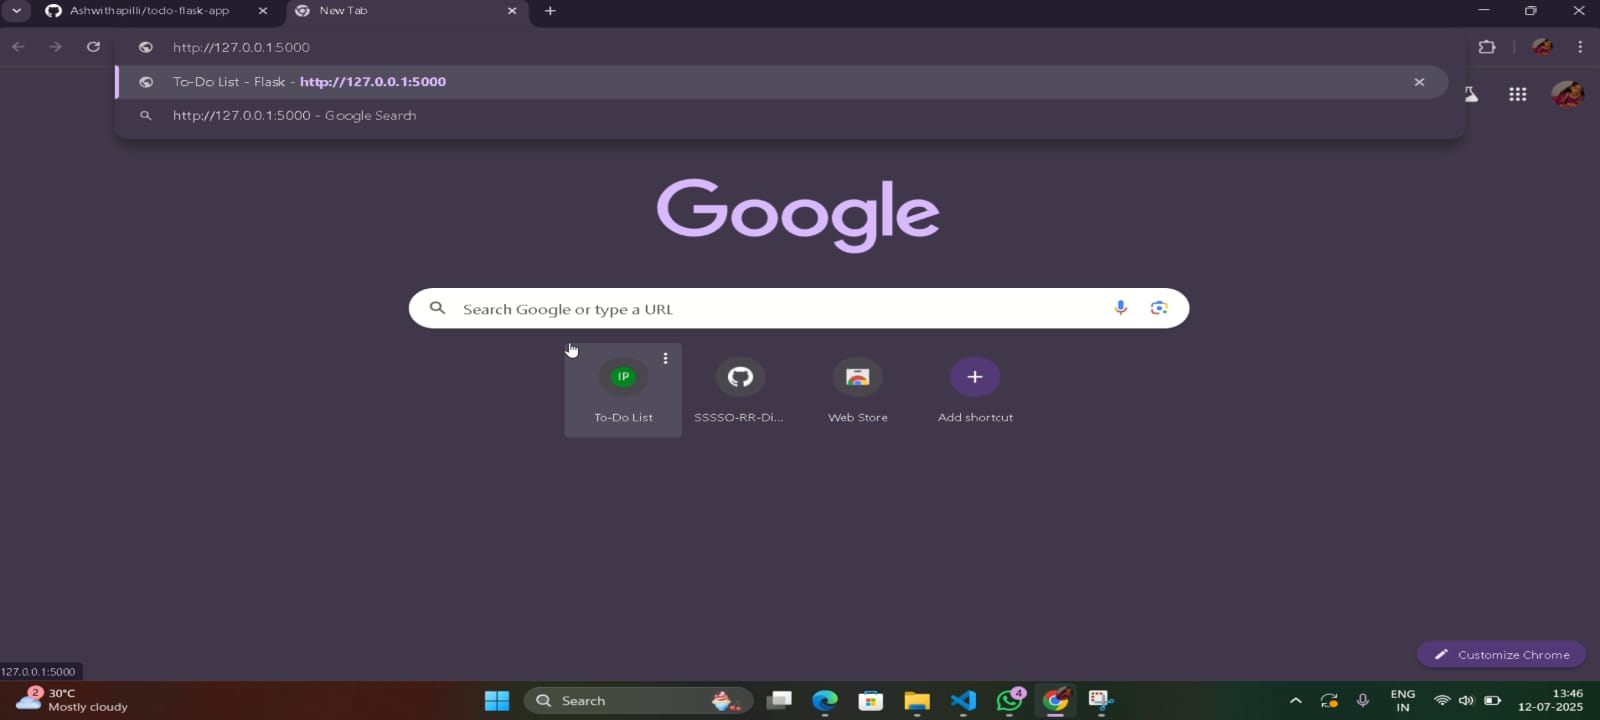 Ashwithapilli/todo-flask-app
New Tab
http://127.0.0.1:5000
To-Do List - Flask - http://127.0.0.1:5000
http://127.0.0.1:5000 - Google Search
Google
Search Google or type a URL
IP
To-Do List
SSSSO-RR-Di...
Web Store
Add shortcut
Customize Chrome
127.0.0.1:5000
2
30°C
Mostly cloudy
Search
4
ENG
IN
13:46
12-07-2025